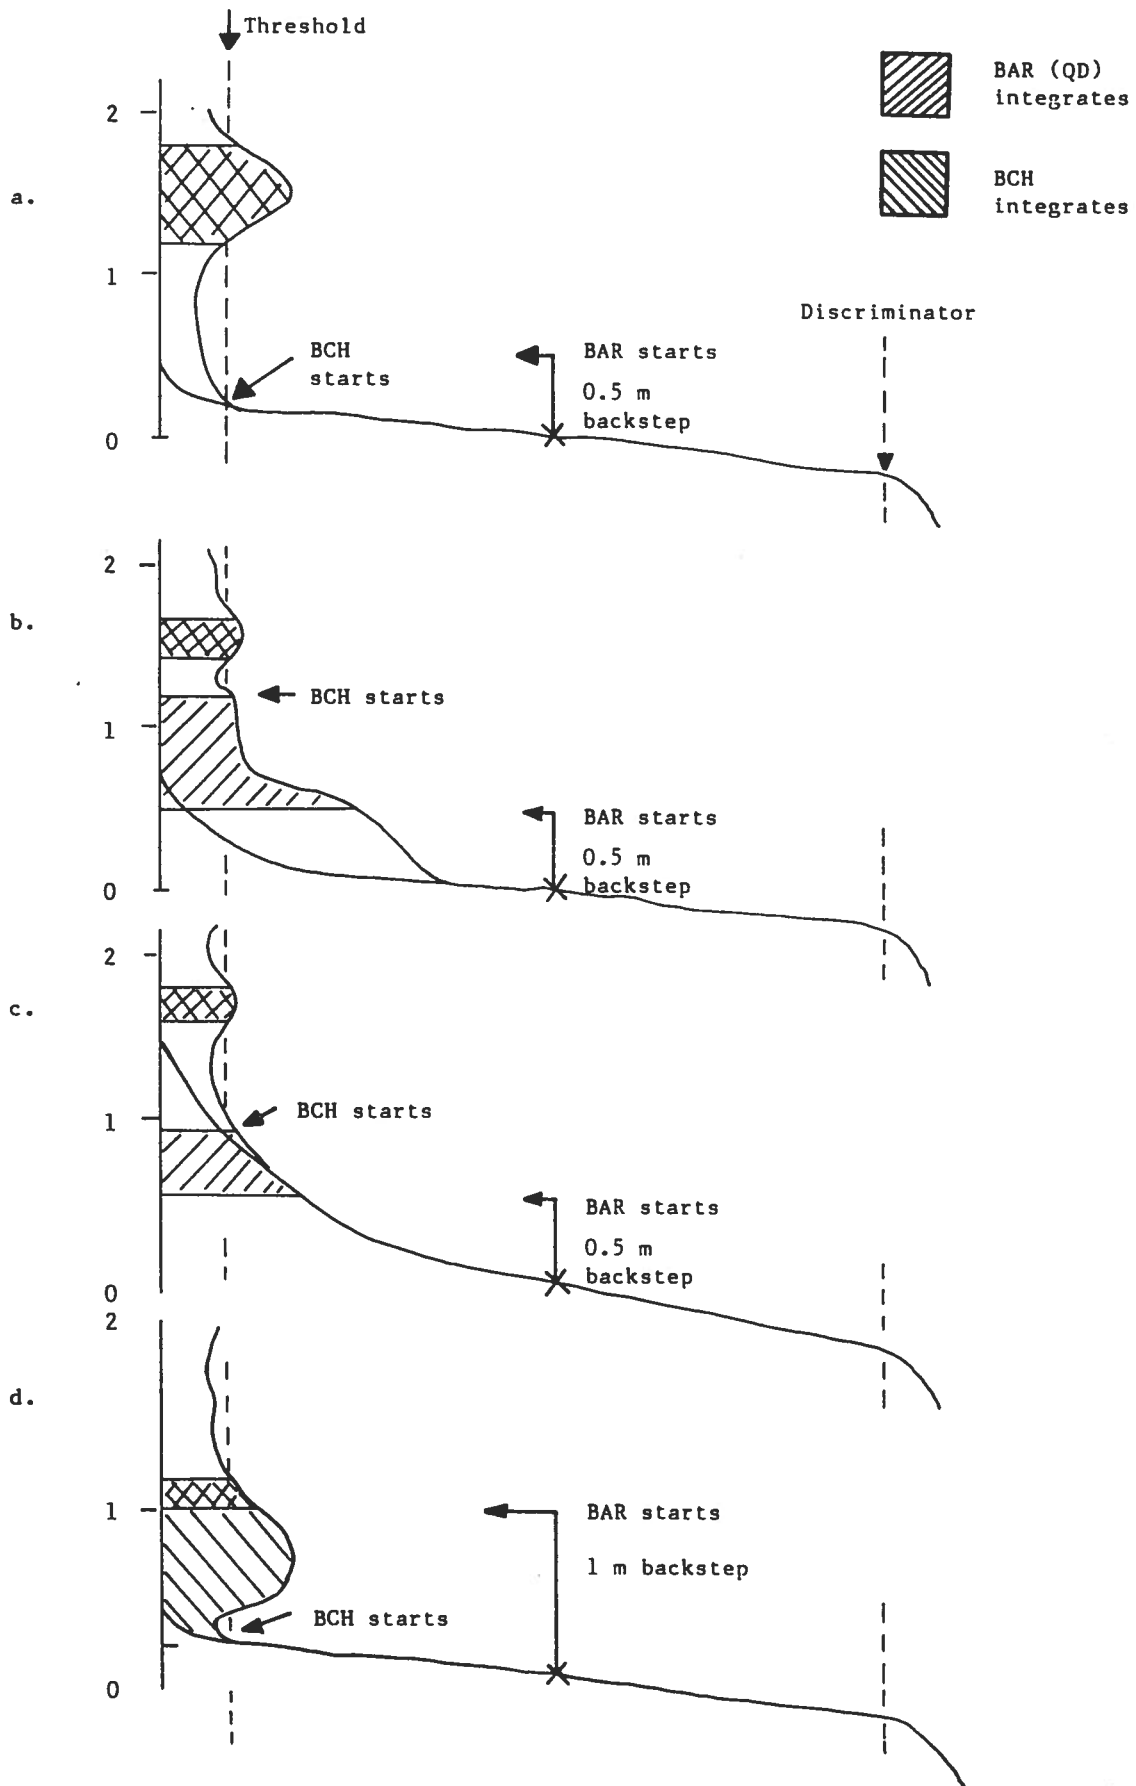 Threshold
BAR (QD)
integrates
BCH
integrates
a.
2
1
0
BCH
starts
BAR starts
0.5 m
backstep
Discriminator
b.
2
1
0
BCH starts
BAR starts
0.5 m
backstep
c.
2
1
0
BCH starts
BAR starts
0.5 m
backstep
d.
2
1
0
BAR starts
1 m backstep
BCH starts